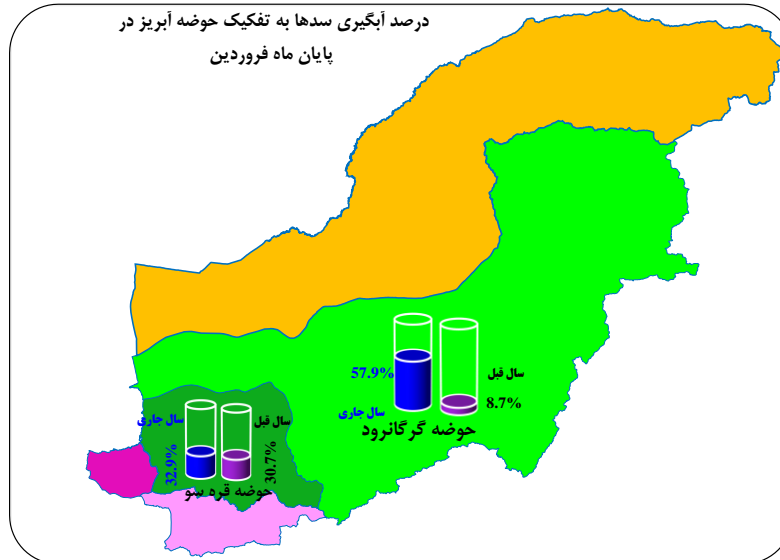 درصد آبگیری سدها به تفکیک حوضه آبریز در
پایان ماه فروردین
57.9%
سال قبل
8.7%
سال جاری
حوضه گرگانرود
سال جاری
سال قبل
32.9%
30.7%
حوضه قره سو